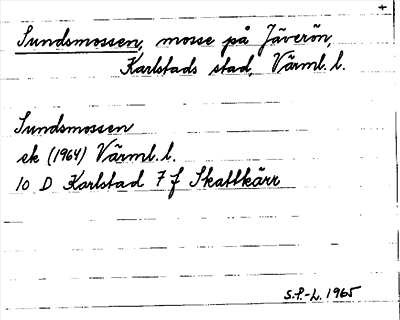 +
Sundsmossen, mosse på Jäverön,
Karlstads stad, Värml. l.
Sundsmossen
ek (1964) Värml. l.
10 D Karlstad 7 f Skattkärr
S.P.-L. 1965